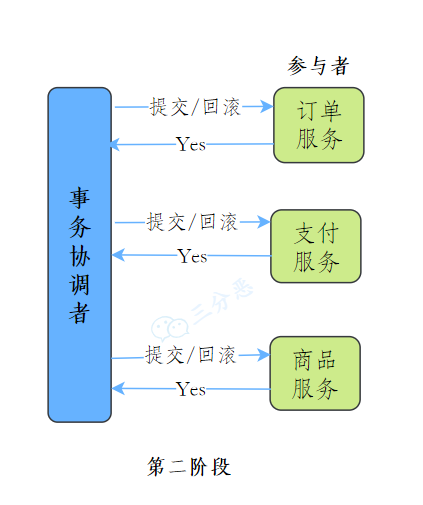 参与者
提交/回滚
订单
服务
Yes
事务协调者
提交/回滚
支付
服务
Yes
三分恶
提交/回滚
商品
服务
Yes
第二阶段